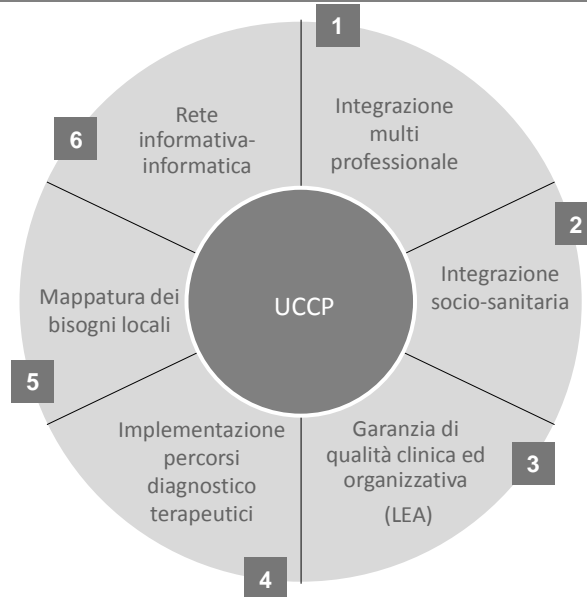 1
Integrazione
multi
professionale
2
Integrazione
socio-sanitaria
3
Garanzia di
qualità clinica ed
organizzativa
(LEA)
4
Implementazione
percorsi
diagnostico
terapeutici
5
Mappatura dei
bisogni locali
6
Rete
informativa-
informatica
UCCP